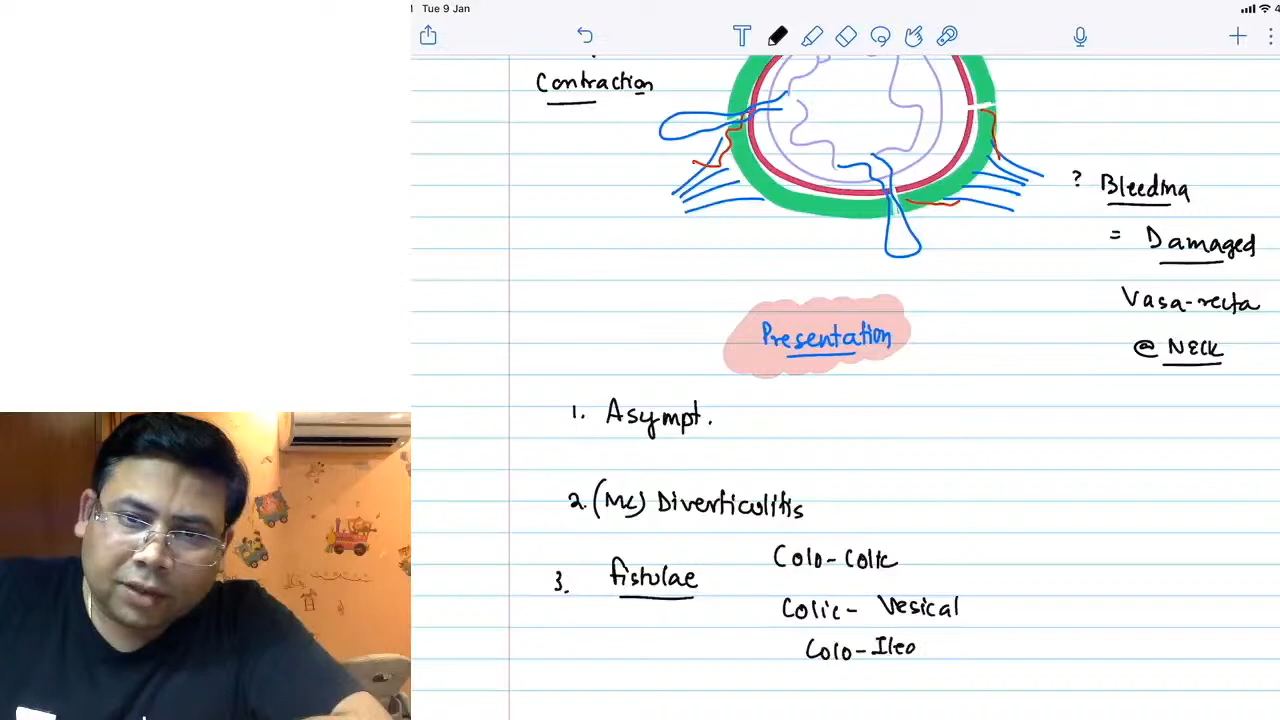 Tue 9 Jan
Contraction
? Bleeding
= Damaged
Vasa-recta
@ NECK
Presentation
1. Asympt.
2. (MC) Diverticulitis
3. fistulae
Colo-Colic
Colic- Vesical
Colo-Ileo